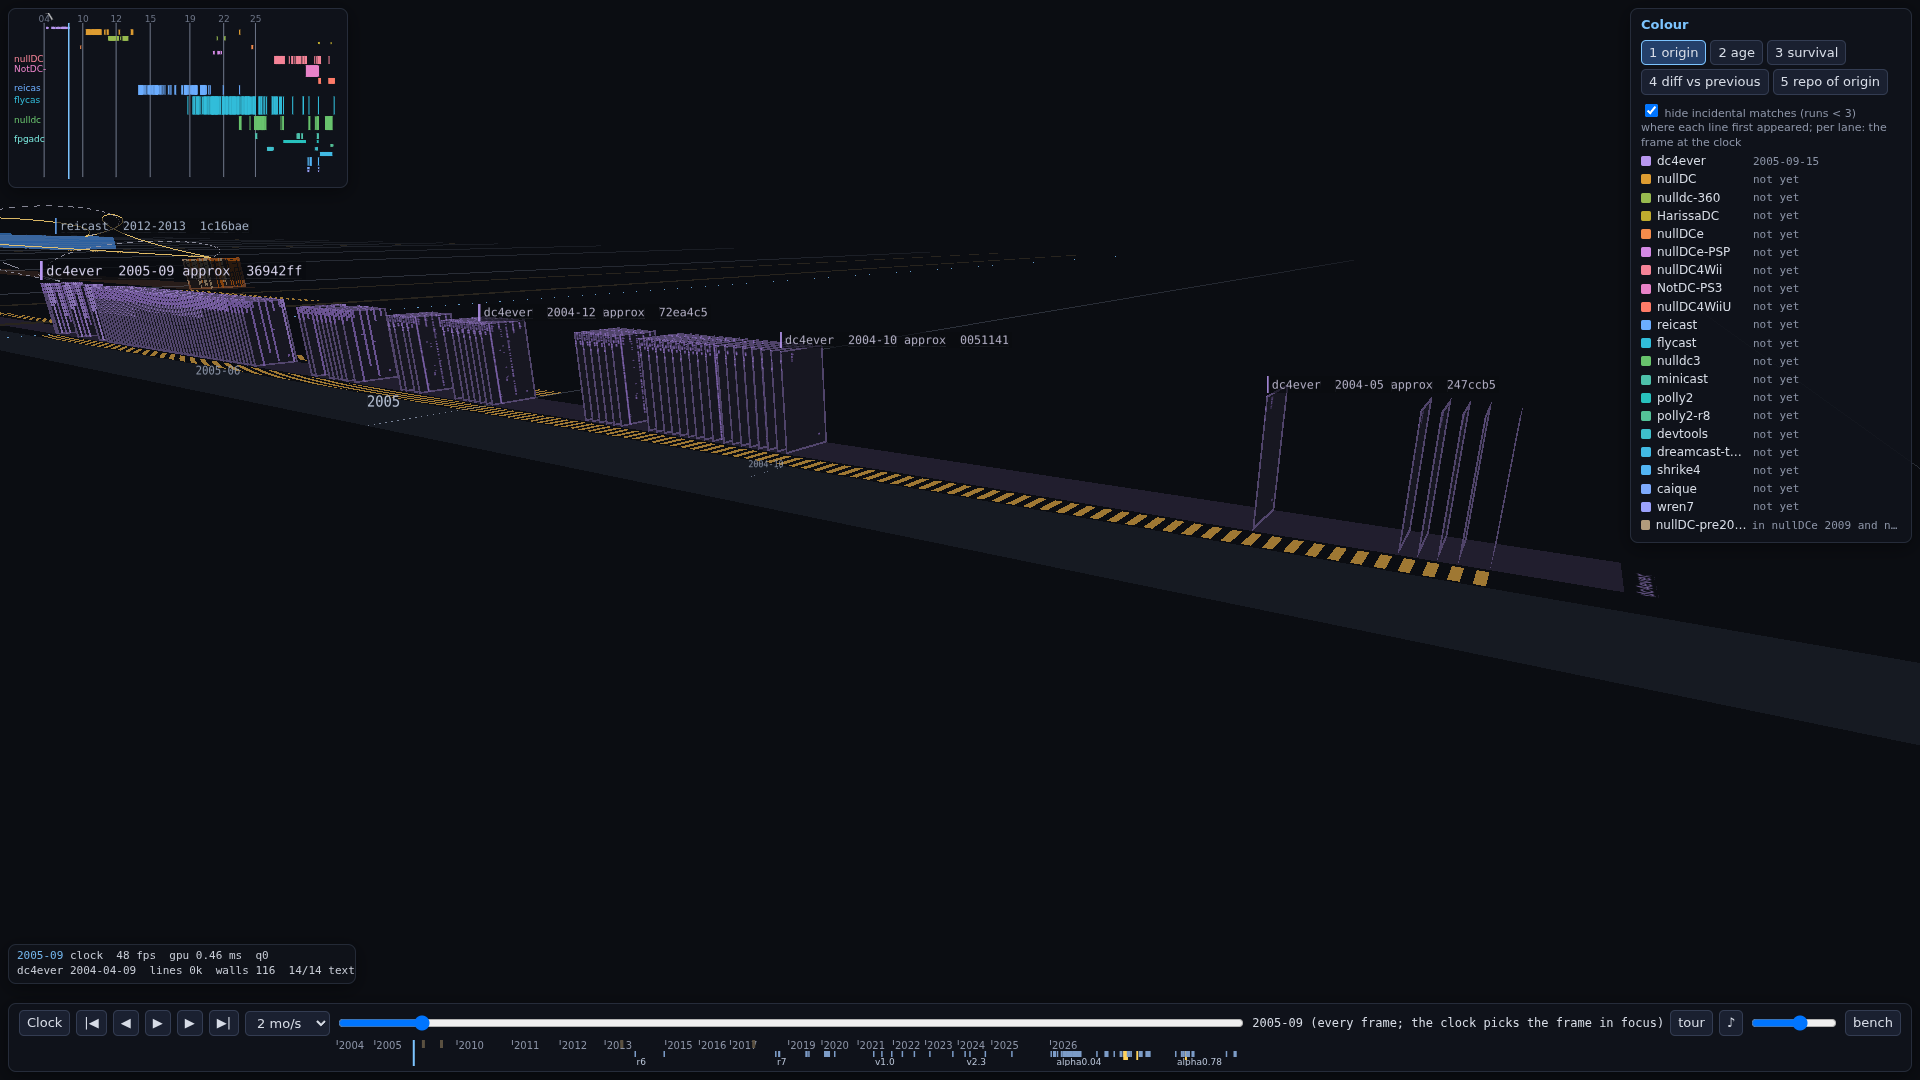 04 10 12 15 19 22 25
nullDC
NotDC-
reicas
flycas
nulldc
fpgadc
reicast 2012-2013 1c16bae
dc4ever 2005-09 approx 36942ff
dc4ever 2004-12 approx 72ea4c5
dc4ever 2004-10 approx 0051141
dc4ever 2004-05 approx 247ccb5
2005-06
2005
2004-10
dc4ever
Colour
1 origin 2 age 3 survival
4 diff vs previous 5 repo of origin
hide incidental matches (runs < 3)
where each line first appeared; per lane: the
frame at the clock
dc4ever 2005-09-15
nullDC not yet
nulldc-360 not yet
HarissaDC not yet
nullDCe not yet
nullDCe-PSP not yet
nullDC4Wii not yet
NotDC-PS3 not yet
nullDC4WiiU not yet
reicast not yet
flycast not yet
nulldc3 not yet
minicast not yet
polly2 not yet
polly2-r8 not yet
devtools not yet
dreamcast-t... not yet
shrike4 not yet
caique not yet
wren7 not yet
nullDC-pre20... in nullDCe 2009 and n...
2005-09 clock 48 fps gpu 0.46 ms q0
dc4ever 2004-04-09 lines 0k walls 116 14/14 text
Clock |◀ ◀ ▶ ▶ ▶| 2 mo/s 2005-09 (every frame; the clock picks the frame in focus) tour ♪ bench
2004 2005 2010 2011 2012 2013 2015 2016 2017 2019 2020 2021 2022 2023 2024 2025 2026
r6 r7 v1.0 v2.3 alpha0.04 alpha0.78